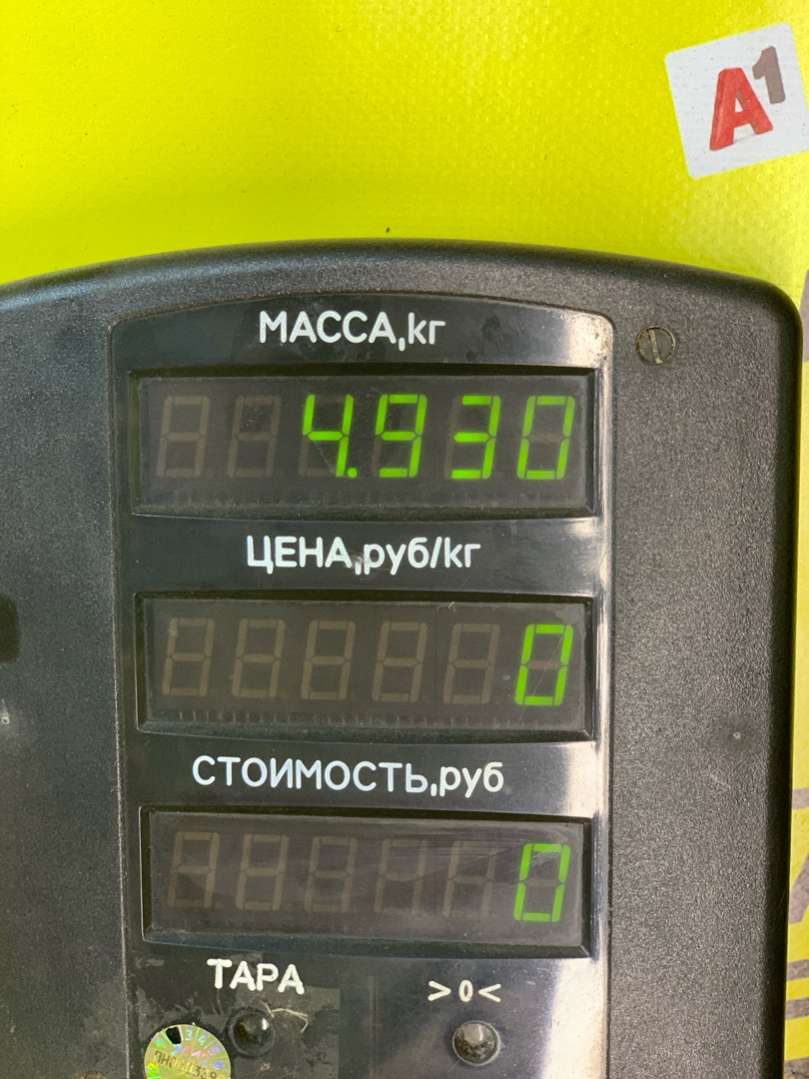 A1
МАССА,кг
4.930
ЦЕНА,руб/кг
0
СТОИМОСТЬ,руб
0
ТАРА
>0<